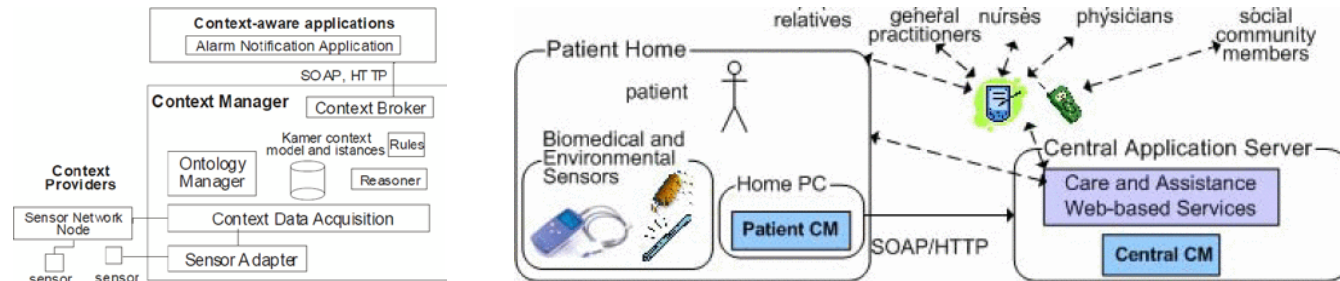 Context-aware applications
Alarm Notification Application
SOAP, HTTP
Context Manager
Context Broker
Kamer context
model and istances
Rules
Ontology
Manager
Reasoner
Context
Providers
Sensor Network
Node
Context Data Acquisition
Sensor Adapter
sensor
sensor
relatives
general
practitioners
nurses
physicians
social
community
members
Patient Home
patient
Biomedical and
Environmental
Sensors
Home PC
Patient CM
SOAP/HTTP
Central Application Server
Care and Assistance
Web-based Services
Central CM